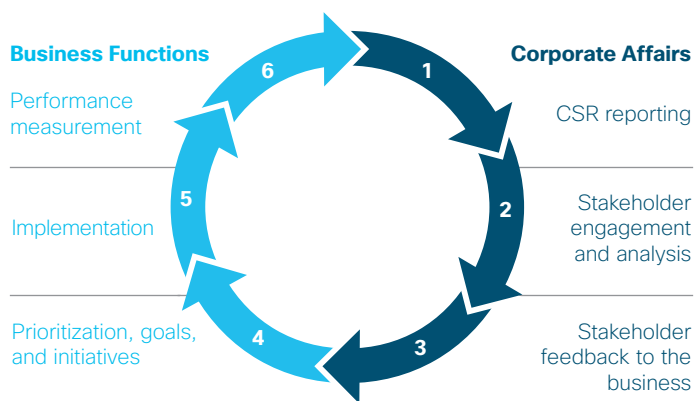 Business Functions
Performance
measurement
Implementation
Prioritization, goals,
and initiatives
6
5
4
1
2
3
Corporate Affairs
CSR reporting
Stakeholder
engagement
and analysis
Stakeholder
feedback to the
business